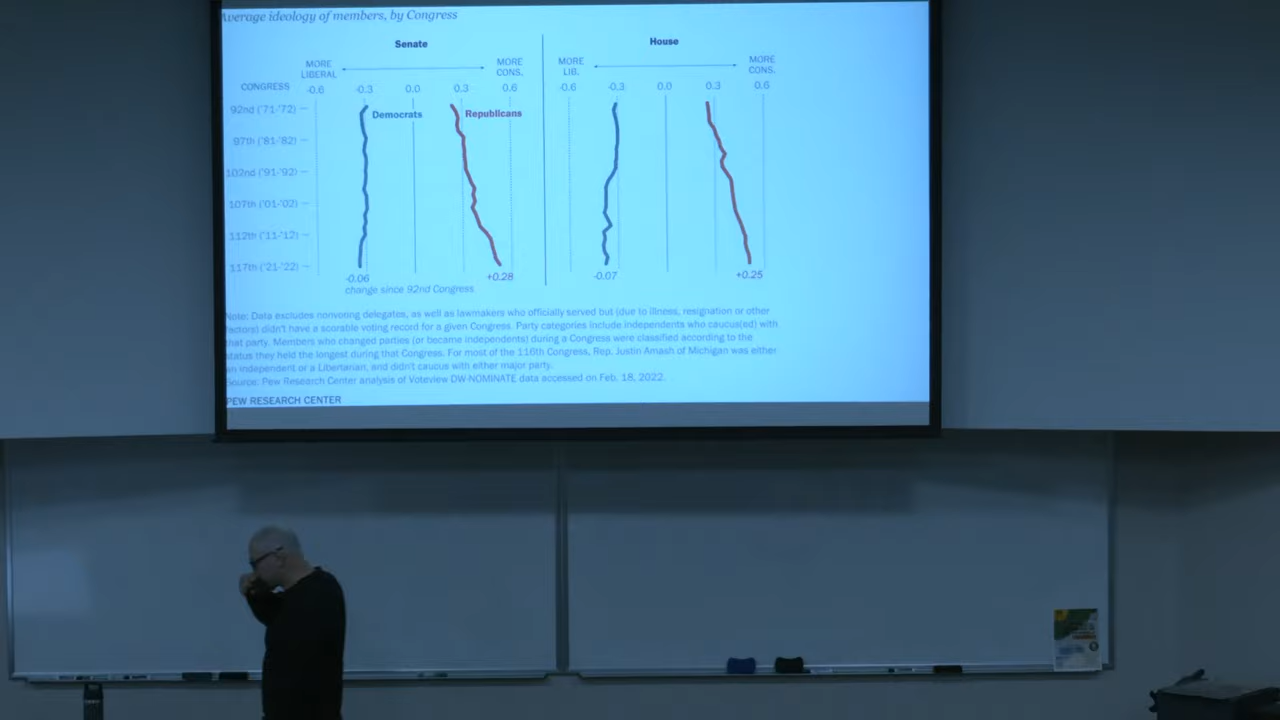 Average ideology of members, by Congress
Senate
House
MORE LIBERAL
MORE CONS.
MORE LIB.
MORE CONS.
CONGRESS
-0.6 -0.3 0.0 0.3 0.6
-0.6 -0.3 0.0 0.3 0.6
92nd ('71-'72)
Democrats
Republicans
97th ('81-'82)
102nd ('91-'92)
107th ('01-'02)
112th ('11-'12)
117th ('21-'22)
-0.06
+0.28
-0.07
+0.25
change since 92nd Congress
Note: Data excludes nonvoting delegates, as well as lawmakers who officially served but (due to illness, resignation or other
factors) didn't have a scorable voting record for a given Congress. Party categories include independents who caucus(ed) with
that party. Members who changed parties (or became independents) during a Congress were classified according to the
status they held the longest during that Congress. For most of the 116th Congress, Rep. Justin Amash of Michigan was either
an independent or a Libertarian, and didn't caucus with either major party.
Source: Pew Research Center analysis of Voteview DW-NOMINATE data accessed on Feb. 18, 2022.
PEW RESEARCH CENTER